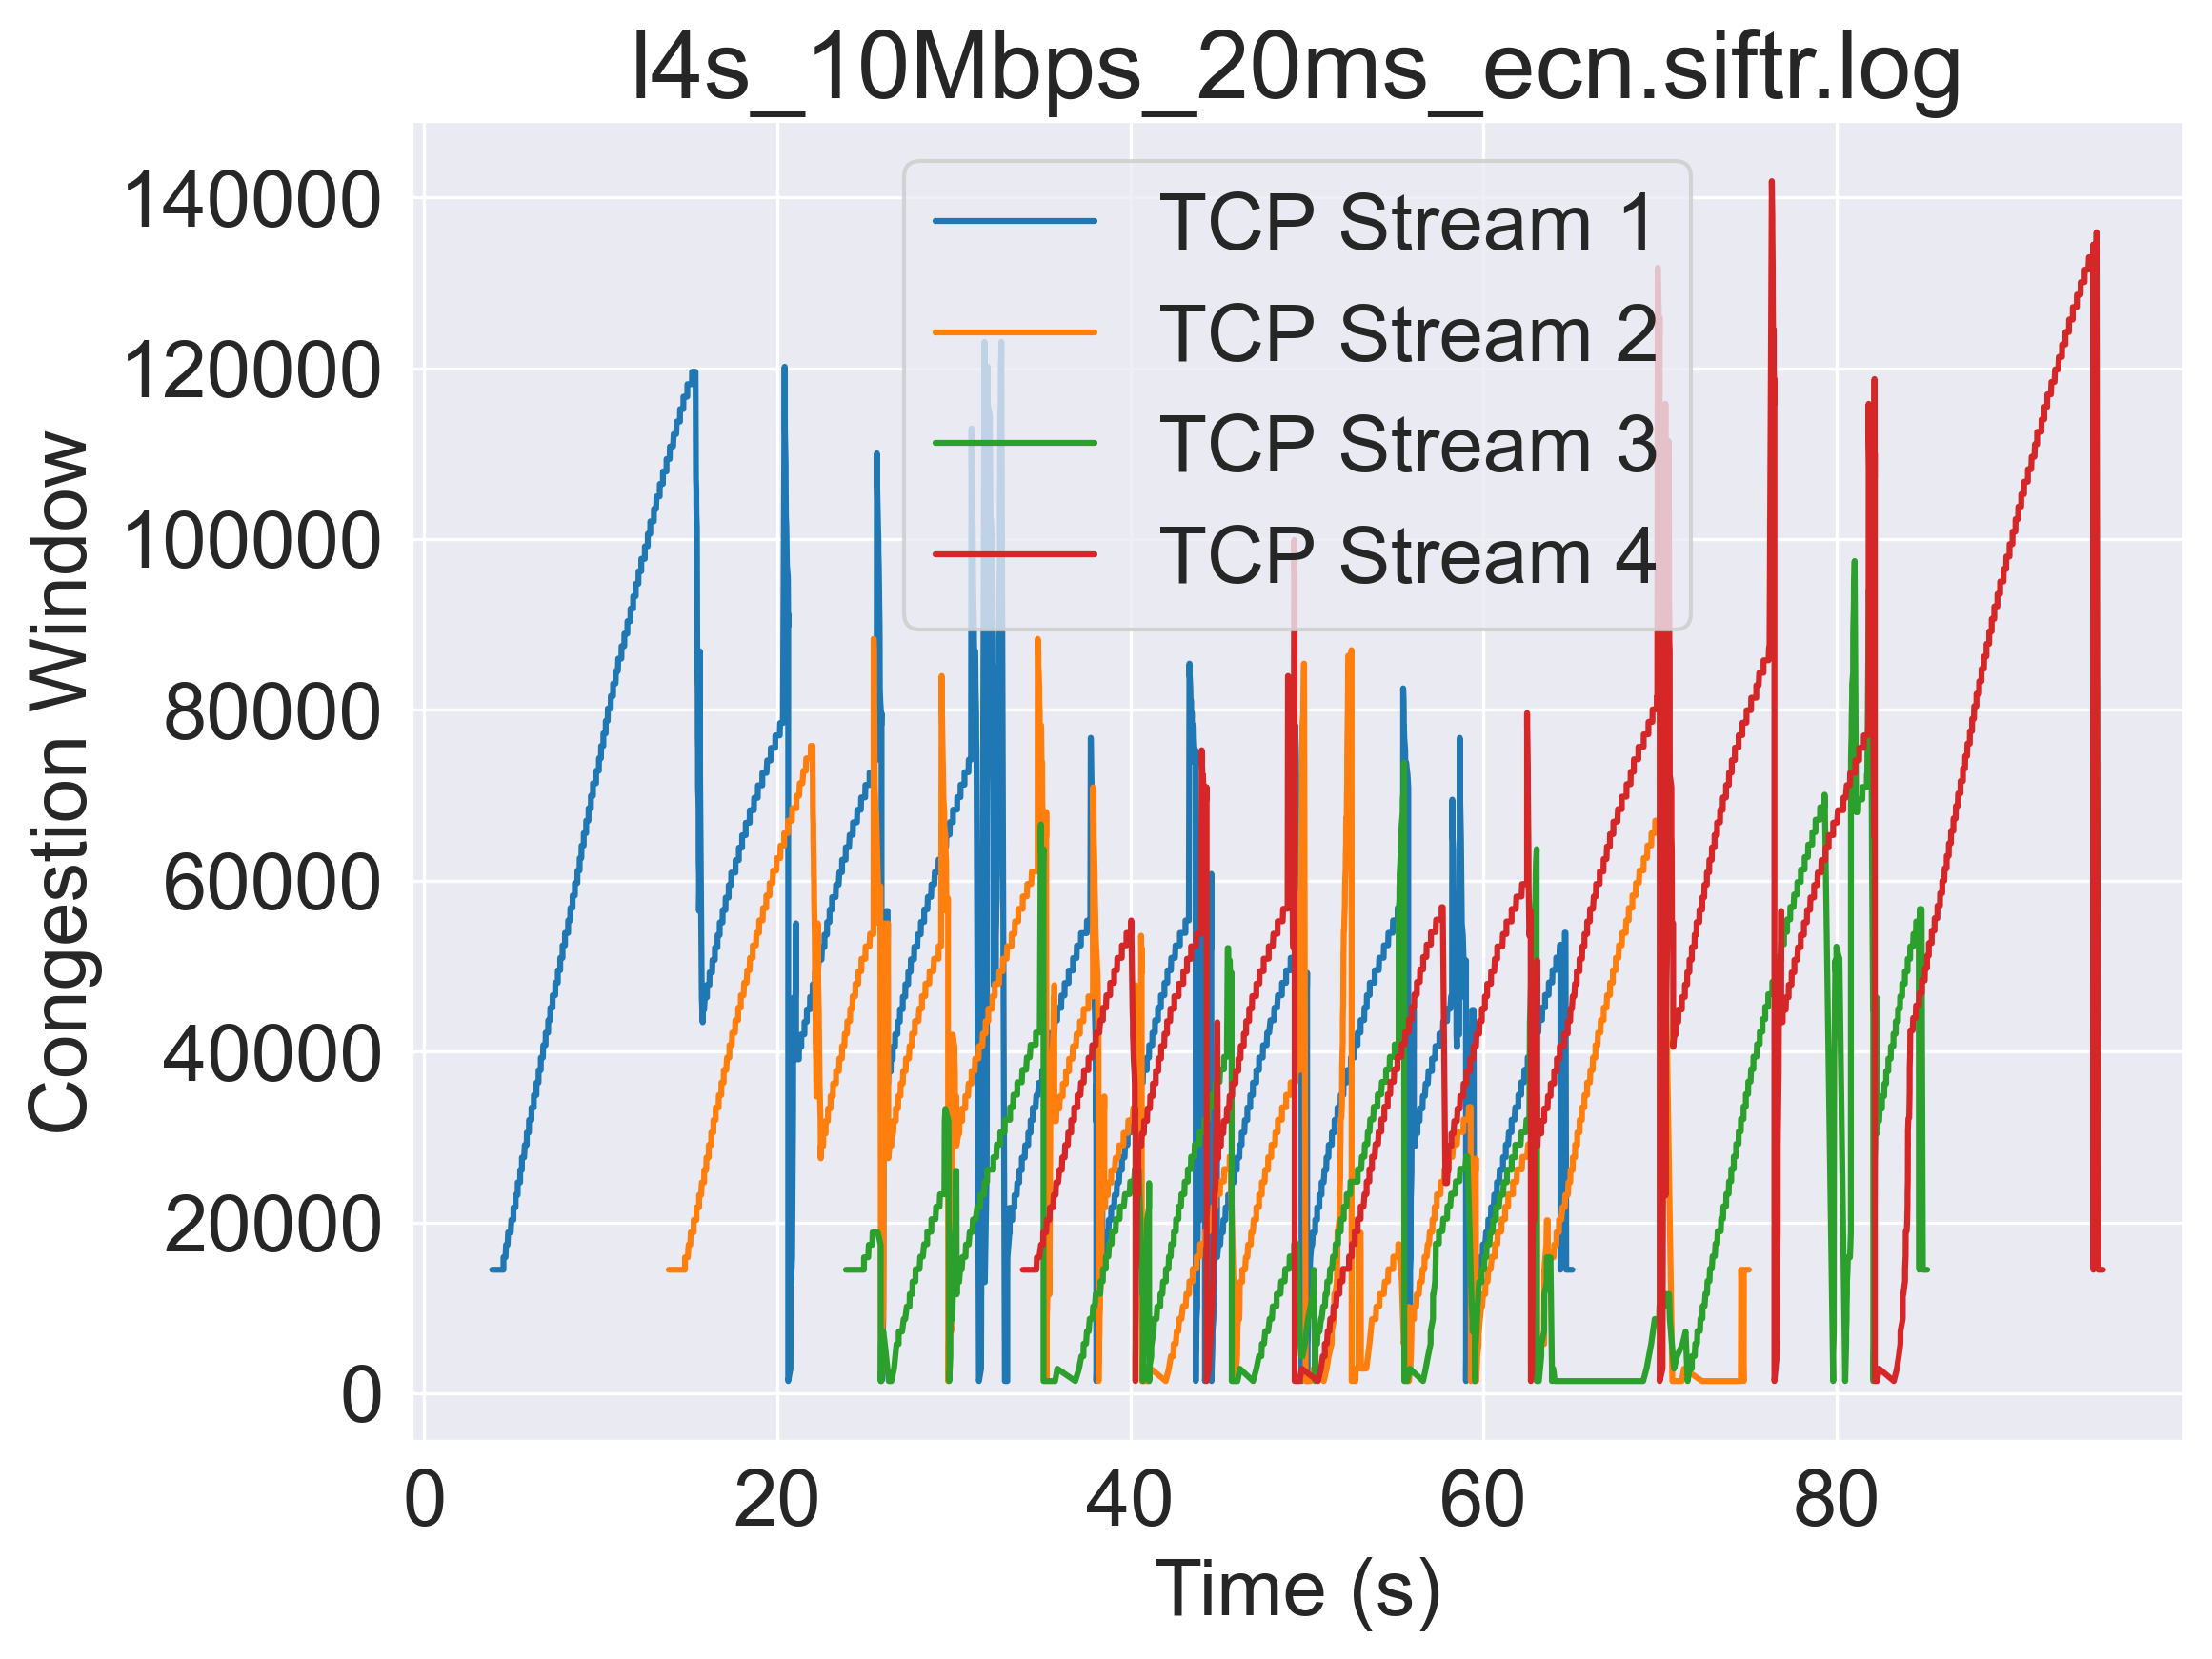 l4s_10Mbps_20ms_ecn.siftr.log
Congestion Window
140000
120000
100000
80000
60000
40000
20000
0
TCP Stream 1
TCP Stream 2
TCP Stream 3
TCP Stream 4
0 20 40 60 80
Time (s)